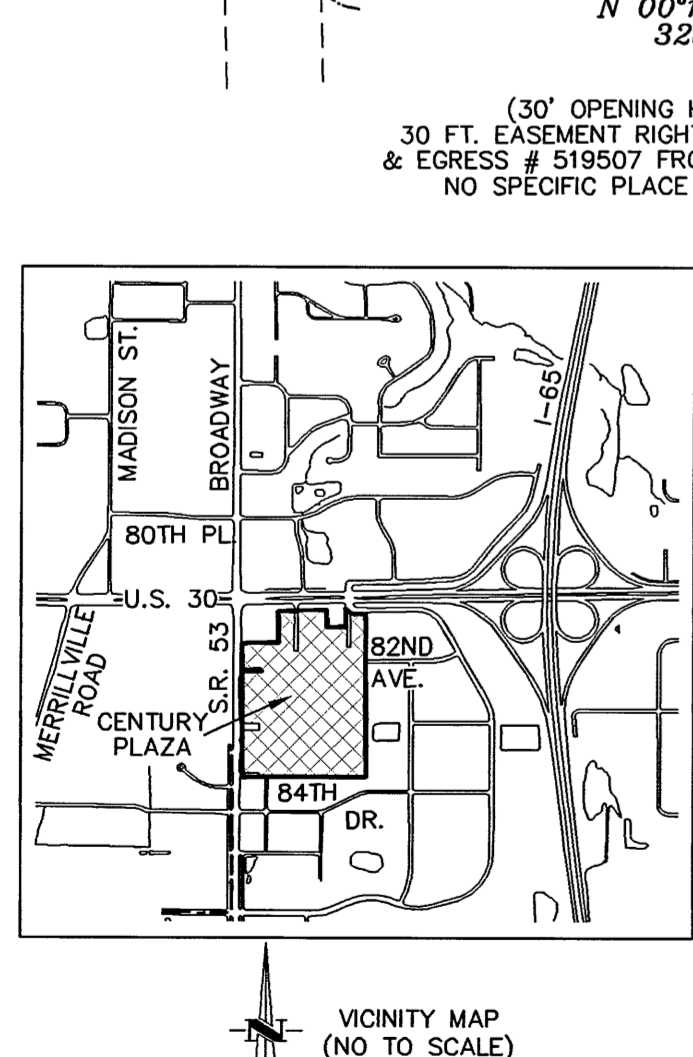 N 00°
32
(30' OPENING
30 FT. EASEMENT RIGHT
& EGRESS # 519507 FRO
NO SPECIFIC PLACE
MADISON ST.
BROADWAY
I-65
80TH PL.
U.S. 30
MERRILLVILLE
ROAD
S.R. 53
82ND
AVE.
CENTURY
PLAZA
84TH
DR.
N
VICINITY MAP
(NO TO SCALE)